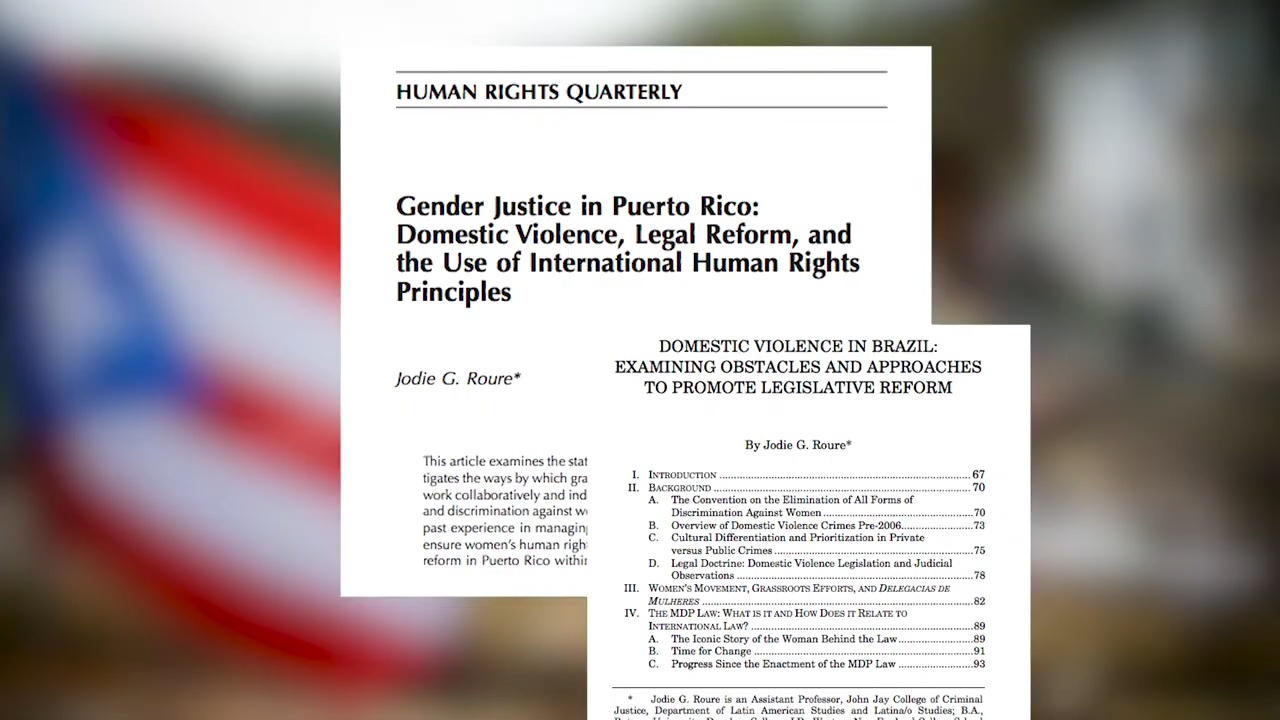 HUMAN RIGHTS QUARTERLY
Gender Justice in Puerto Rico:
Domestic Violence, Legal Reform, and
the Use of International Human Rights
Principles
Jodie G. Roure*
This article examines the stat
tigates the ways by which gra
work collaboratively and ind
and discrimination against w
past experience in managing
ensure women's human righ
reform in Puerto Rico within
DOMESTIC VIOLENCE IN BRAZIL:
EXAMINING OBSTACLES AND APPROACHES
TO PROMOTE LEGISLATIVE REFORM
By Jodie G. Roure*
I. INTRODUCTION ........ 67
II. BACKGROUND ........ 70
A. The Convention on the Elimination of All Forms of
Discrimination Against Women ........ 70
B. Overview of Domestic Violence Crimes Pre-2006........ 73
C. Cultural Differentiation and Prioritization in Private
versus Public Crimes ........ 75
D. Legal Doctrine: Domestic Violence Legislation and Judicial
Observations ........ 78
III. WOMEN'S MOVEMENT, GRASSROOTS EFFORTS, AND DELEGACIAS DE
MULHERES ........ 82
IV. THE MDP LAW: WHAT IS IT AND HOW DOES IT RELATE TO
INTERNATIONAL LAW? ........ 89
A. The Iconic Story of the Woman Behind the Law........ 89
B. Time for Change ........ 91
C. Progress Since the Enactment of the MDP Law ........ 93
* Jodie G. Roure is an Assistant Professor, John Jay College of Criminal
Justice, Department of Latin American Studies and Latina/o Studies; B.A.,